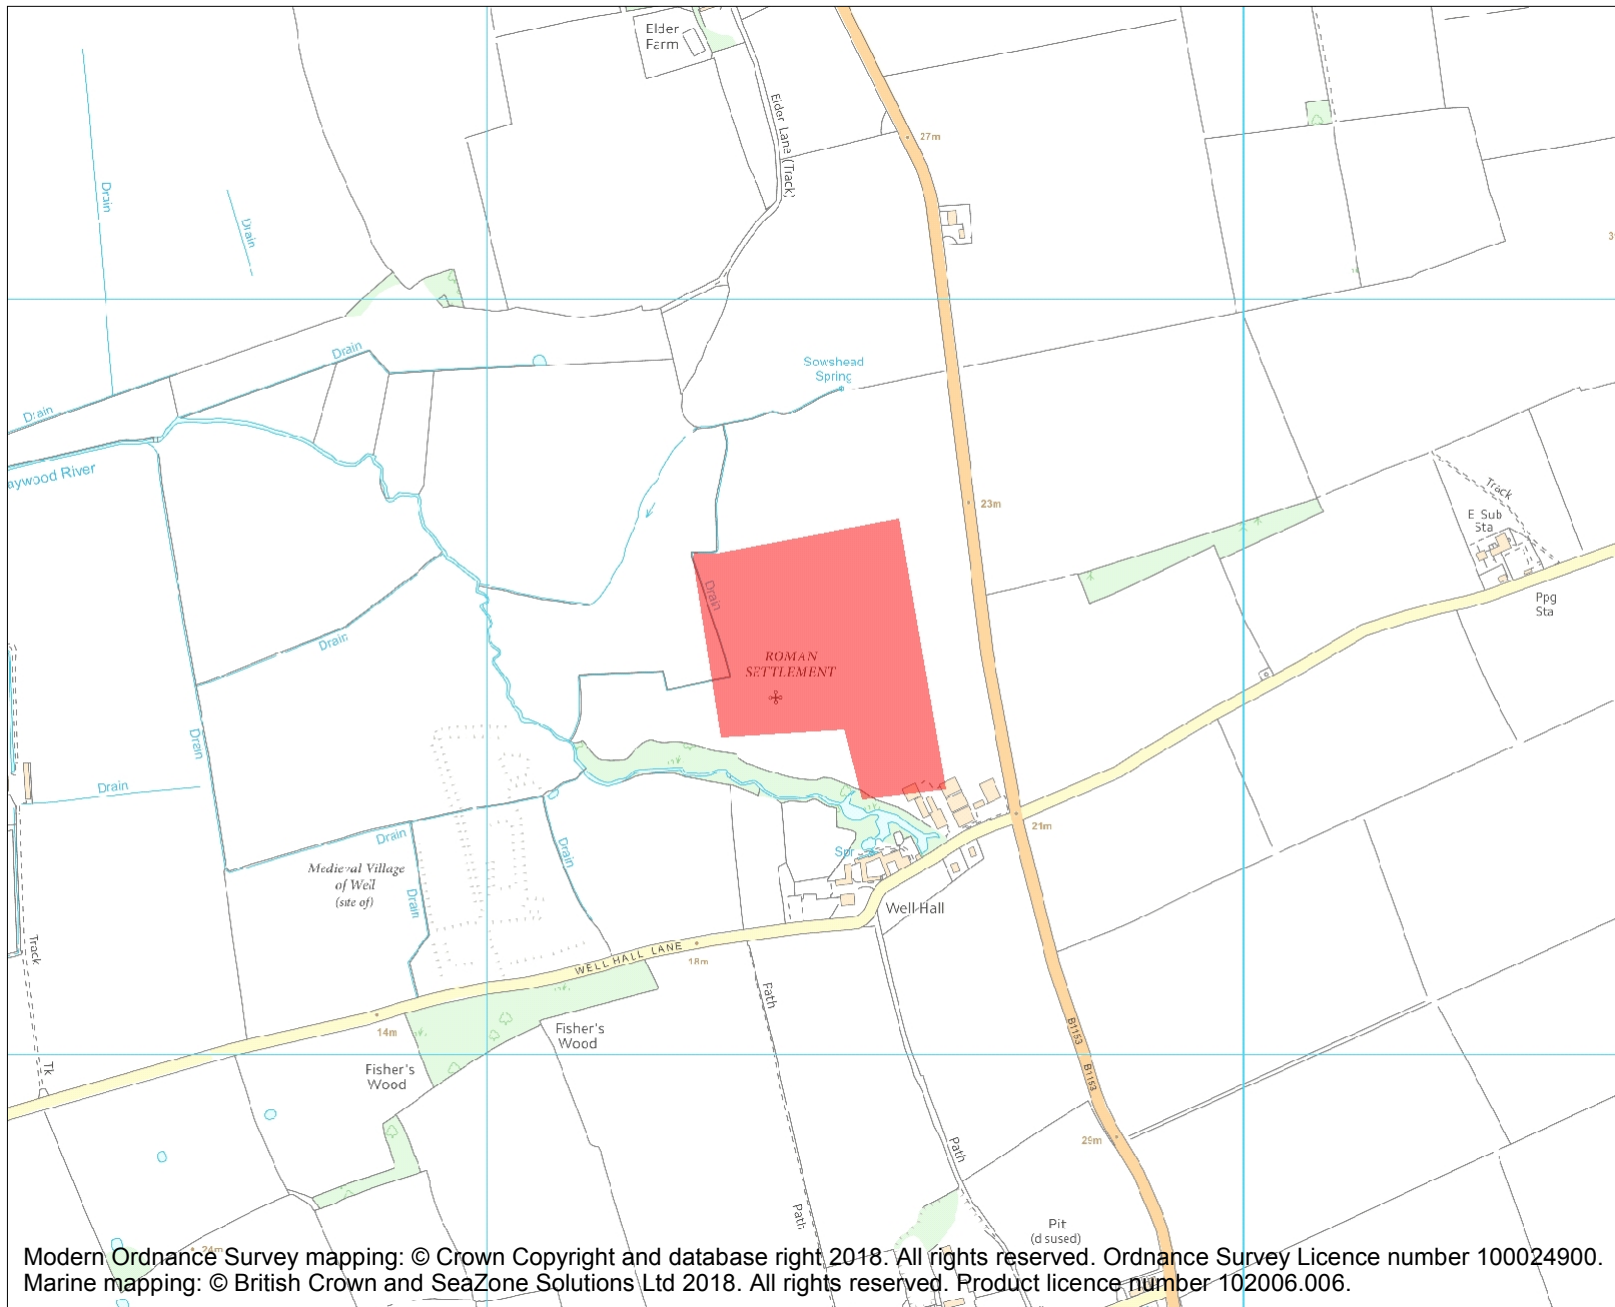 Elder
Farm
Elder Lane (Track)
27m
Drain
Drain
Sowshead
Spring
Drain
Drain
aywood River
23m
Track
E Sub
Sta
Ppg
Sta
Drain
Drain
ROMAN
SETTLEMENT
Drain
Drain
21m
Drain
Drain
Spr
Medieval Village
of Well
(site of)
Drain
Well Hall
Track
WELL HALL LANE
18m
Path
14m
Fisher's
Wood
B1153
Fisher's
Wood
Tk
B1153
29m
Path
Path
Pit
(disused)
24m
Modern Ordnance Survey mapping: © Crown Copyright and database right 2018. All rights reserved. Ordnance Survey Licence number 100024900.
Marine mapping: © British Crown and SeaZone Solutions Ltd 2018. All rights reserved. Product licence number 102006.006.